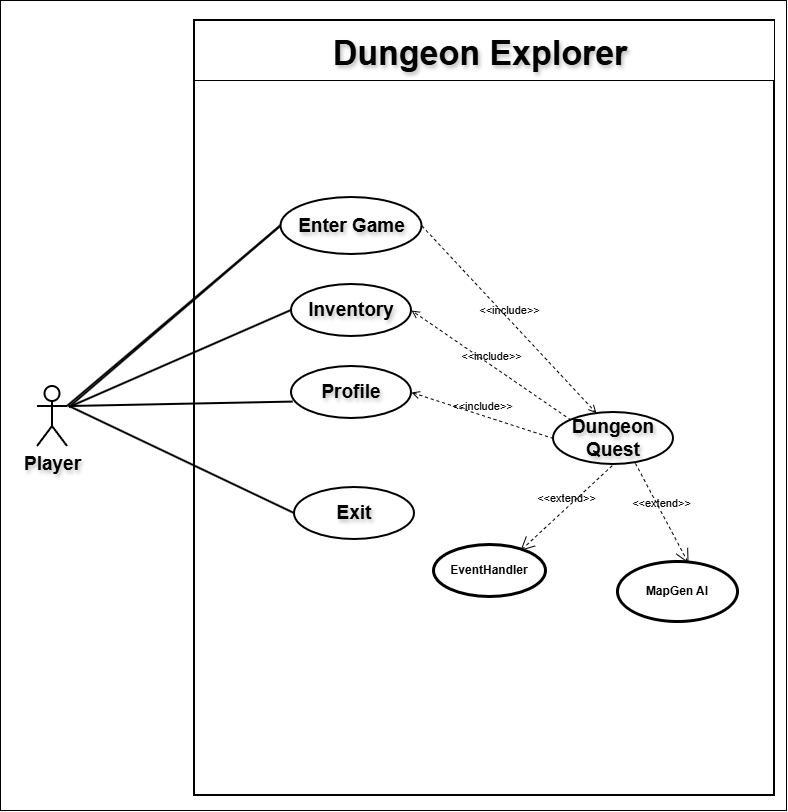 Dungeon Explorer
Enter Game
Inventory
<<include>>
<<include>>
Profile
<<include>>
Dungeon
Quest
Player
Exit
<<extend>>
<<extend>>
EventHandler
MapGen AI